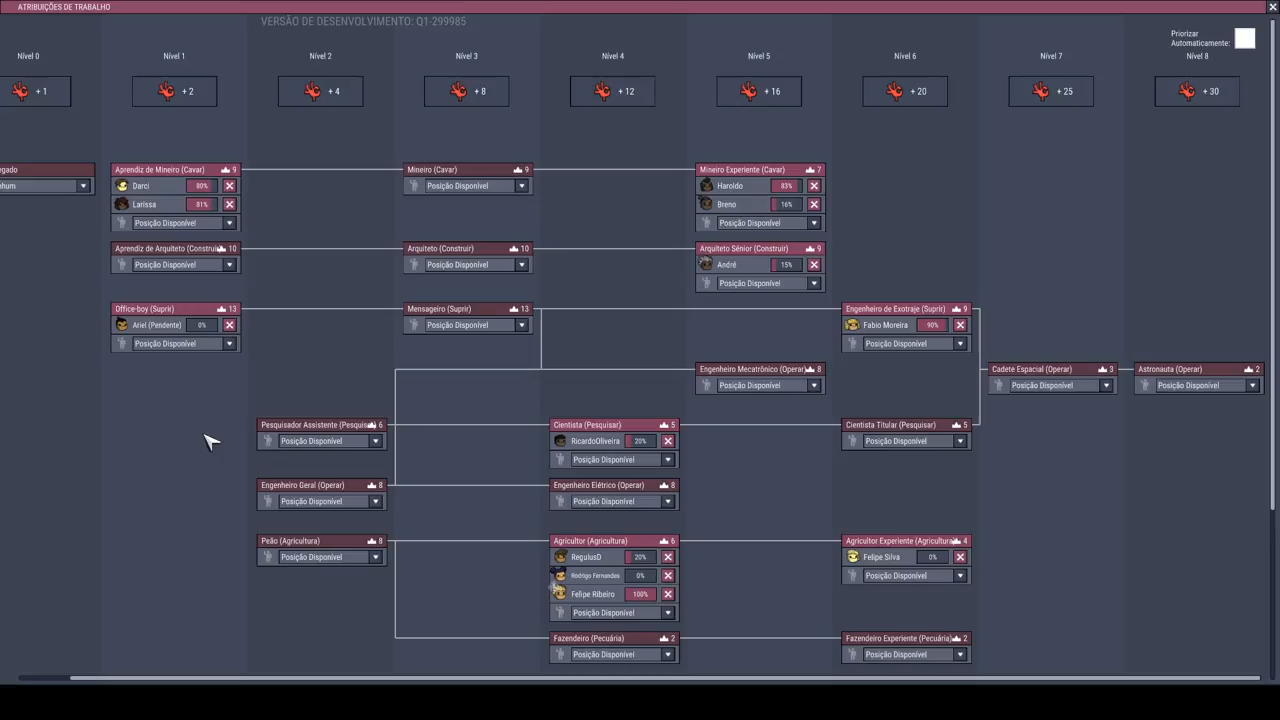 ATRIBUIÇÕES DE TRABALHO
VERSÃO DE DESENVOLVIMENTO: Q1-299985
Priorizar
Automaticamente:
Nível 0
Nível 1
Nível 2
Nível 3
Nível 4
Nível 5
Nível 6
Nível 7
Nível 8
+ 1
+ 2
+ 4
+ 8
+ 12
+ 16
+ 20
+ 25
+ 30
Aprendiz de Mineiro (Cavar) 9
Darci 80%
Larissa 81%
Posição Disponível
Mineiro (Cavar) 9
Posição Disponível
Mineiro Experiente (Cavar) 7
Haroldo 83%
Breno 16%
Posição Disponível
Aprendiz de Arquiteto (Construir 10
Posição Disponível
Arquiteto (Construir) 10
Posição Disponível
Arquiteto Sénior (Construir) 9
André 15%
Posição Disponível
Office-boy (Suprir) 13
Ariel (Pendente) 0%
Posição Disponível
Mensageiro (Suprir) 13
Posição Disponível
Engenheiro de Exotraje (Suprir) 9
Fabio Moreira 90%
Posição Disponível
Engenheiro Mecatrônico (Operar) 8
Posição Disponível
Cadete Espacial (Operar) 3
Posição Disponível
Astronauta (Operar) 2
Posição Disponível
Pesquisador Assistente (Pesquisar 6
Posição Disponível
Cientista (Pesquisar) 5
RicardoOliveira 20%
Posição Disponível
Cientista Titular (Pesquisar) 5
Posição Disponível
Engenheiro Geral (Operar) 8
Posição Disponível
Engenheiro Elétrico (Operar) 8
Posição Disponível
Peão (Agricultura) 8
Posição Disponível
Agricultor (Agricultura) 6
RegulusD 20%
Rodrigo Fernandes 0%
Felipe Ribeiro 100%
Posição Disponível
Agricultor Experiente (Agricultura) 4
Felipe Silva 0%
Posição Disponível
Fazendeiro (Pecuária) 2
Posição Disponível
Fazendeiro Experiente (Pecuária) 2
Posição Disponível